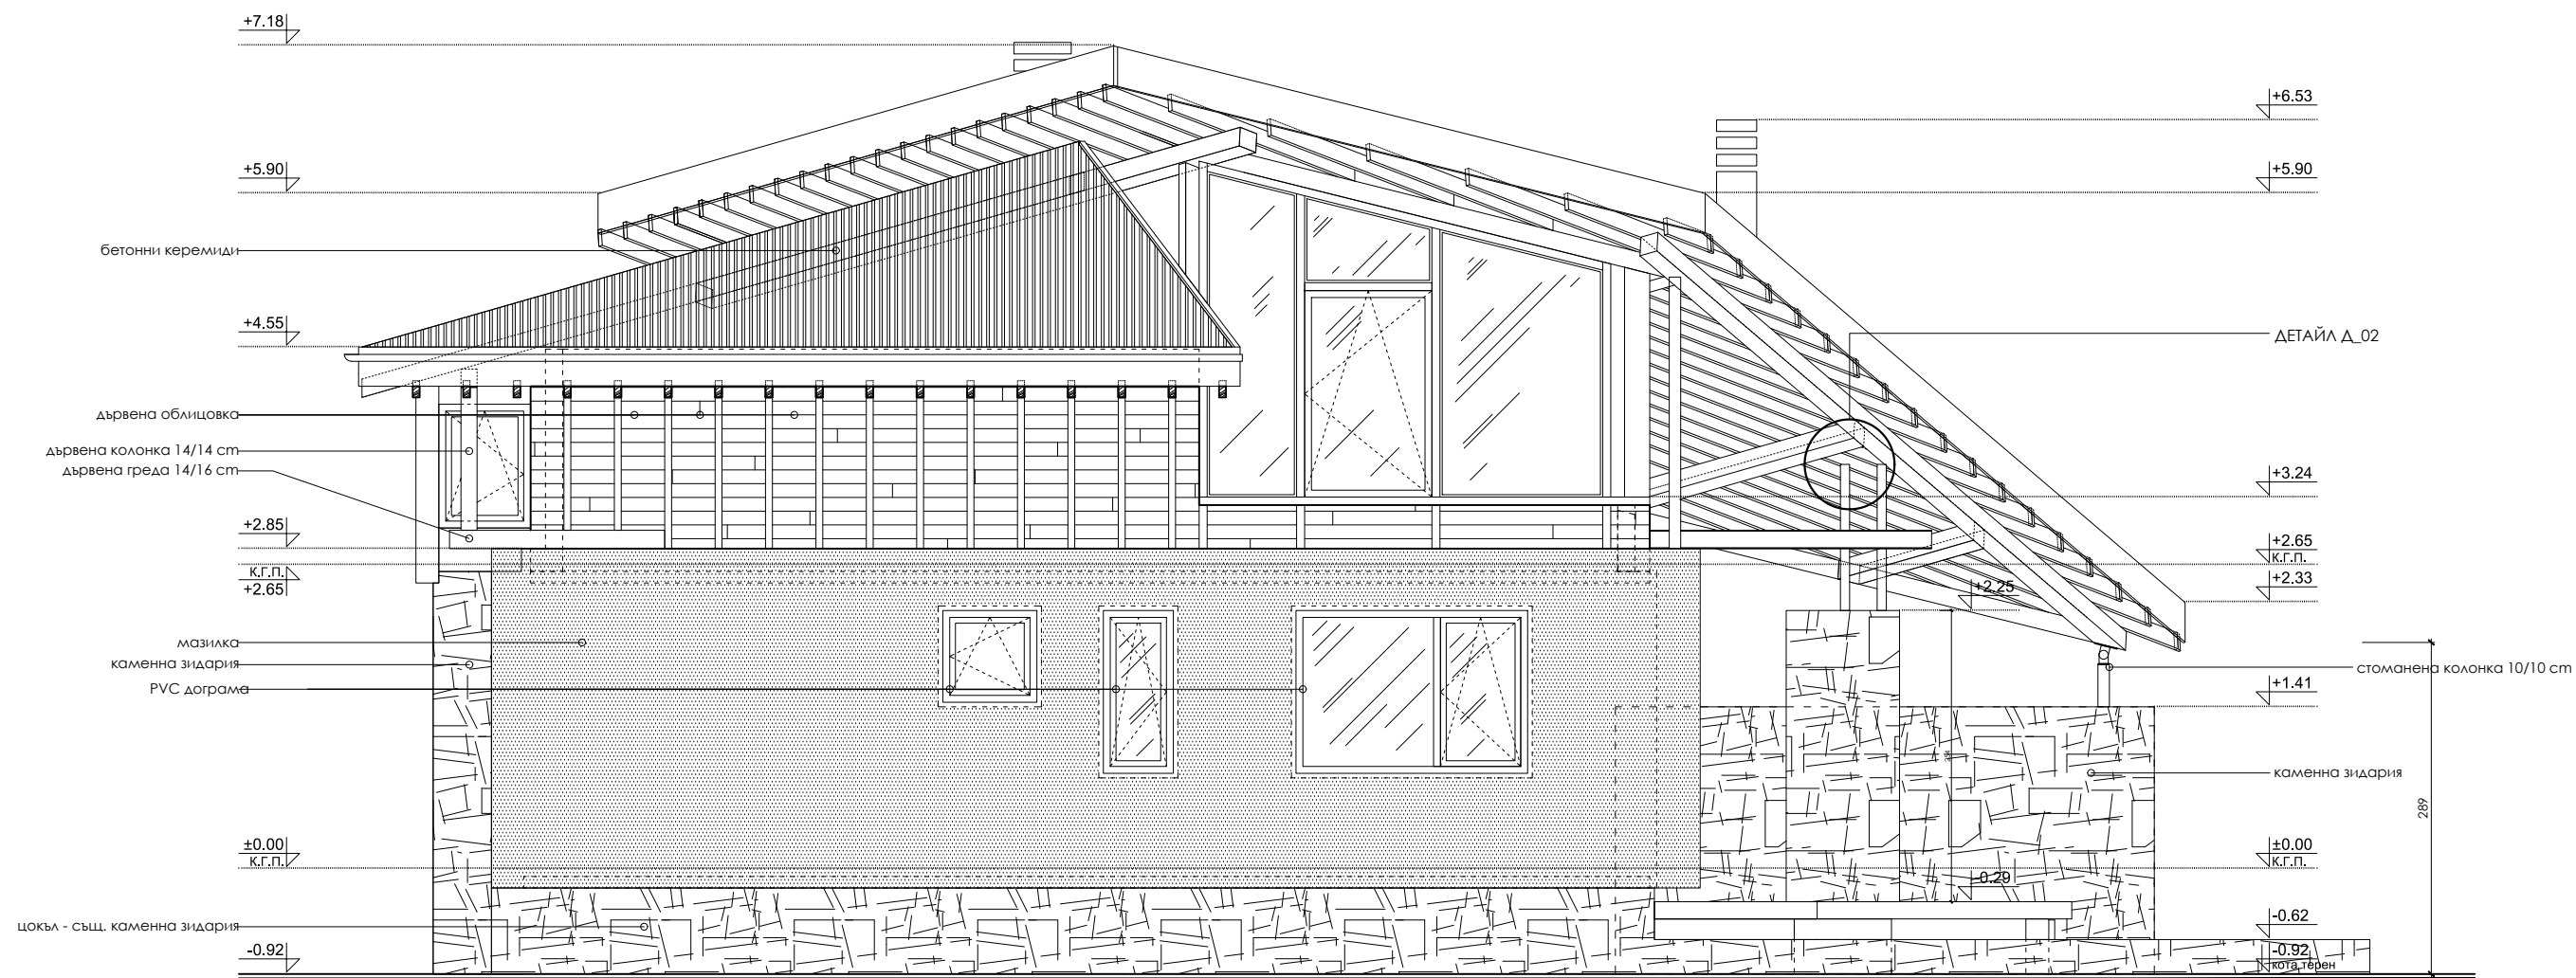 +7.18
+6.53
+5.90
+5.90
бетонни керемиди
+4.55
ДЕТАЙЛ Д_02
дървена облицовка
дървена колонка 14/14 cm
дървена греда 14/16 cm
+3.24
+2.85
+2.65
К.Г.П.
К.Г.П.
+2.65
+2.33
+2.25
мазилка
каменна зидария
стоманена колонка 10/10 cm
PVC дограма
+1.41
каменна зидария
289
±0.00
К.Г.П.
±0.00
К.Г.П.
-0.29
цокъл - същ. каменна зидария
-0.62
-0.92
-0.92
кота терен